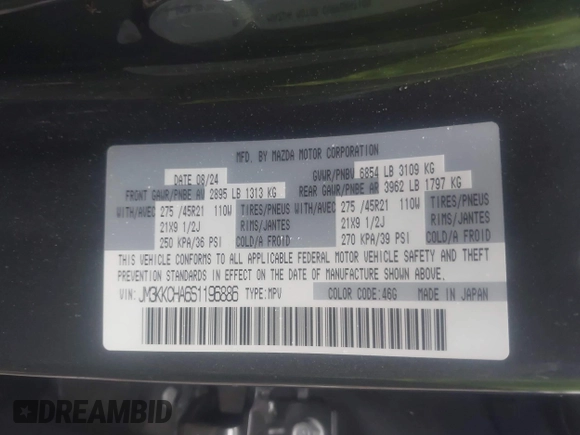 MFD. BY MAZDA MOTOR CORPORATION
DATE 08/24
GVWR/PNBV 6854 LB 3109 KG
FRONT GAWR/PNBE AV 2895 LB 1313 KG
REAR GAWR/PNBE AR 3962 LB 1797 KG
WITH/AVEC 275 /45R21 110W TIRES/PNEUS
21X9 1/2J RIMS/JANTES
250 KPA/36 PSI COLD/A FROID
WITH/AVEC 275 /45R21 110W TIRES/PNEUS
21X9 1/2J RIMS/JANTES
270 KPA/39 PSI COLD/A FROID
THIS VEHICLE CONFORMS TO ALL APPLICABLE FEDERAL MOTOR VEHICLE SAFETY AND THEFT
PREVENTION STANDARDS IN EFFECT ON THE DATE OF MANUFACTURE SHOWN ABOVE.
VIN: JM3KKCHA6S1196886 TYPE:MPV COLOR CODE:46G MADE IN JAPAN
DREAMBID